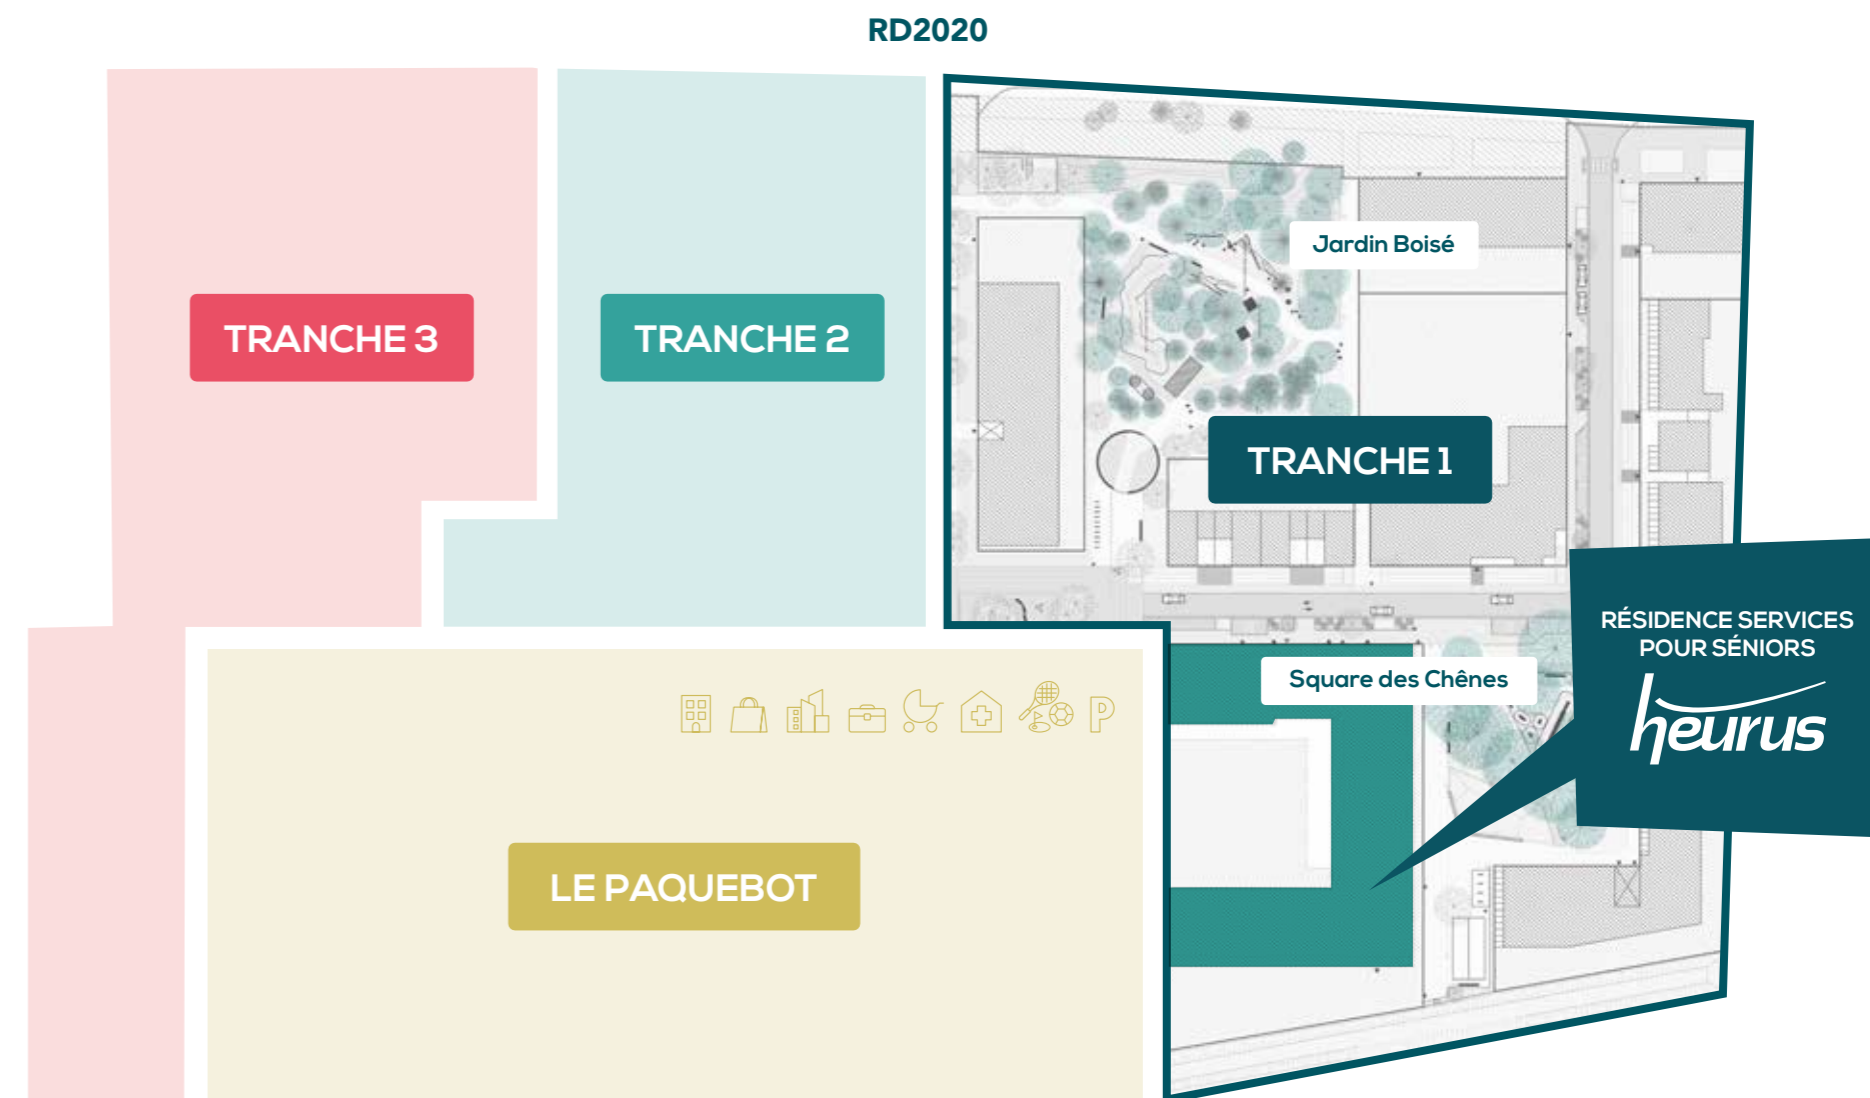 RD2020
Jardin Boisé
TRANCHE 3
TRANCHE 2
TRANCHE 1
RÉSIDENCE SERVICES
POUR SÉNIORS
heurus
Square des Chênes
P
LE PAQUEBOT